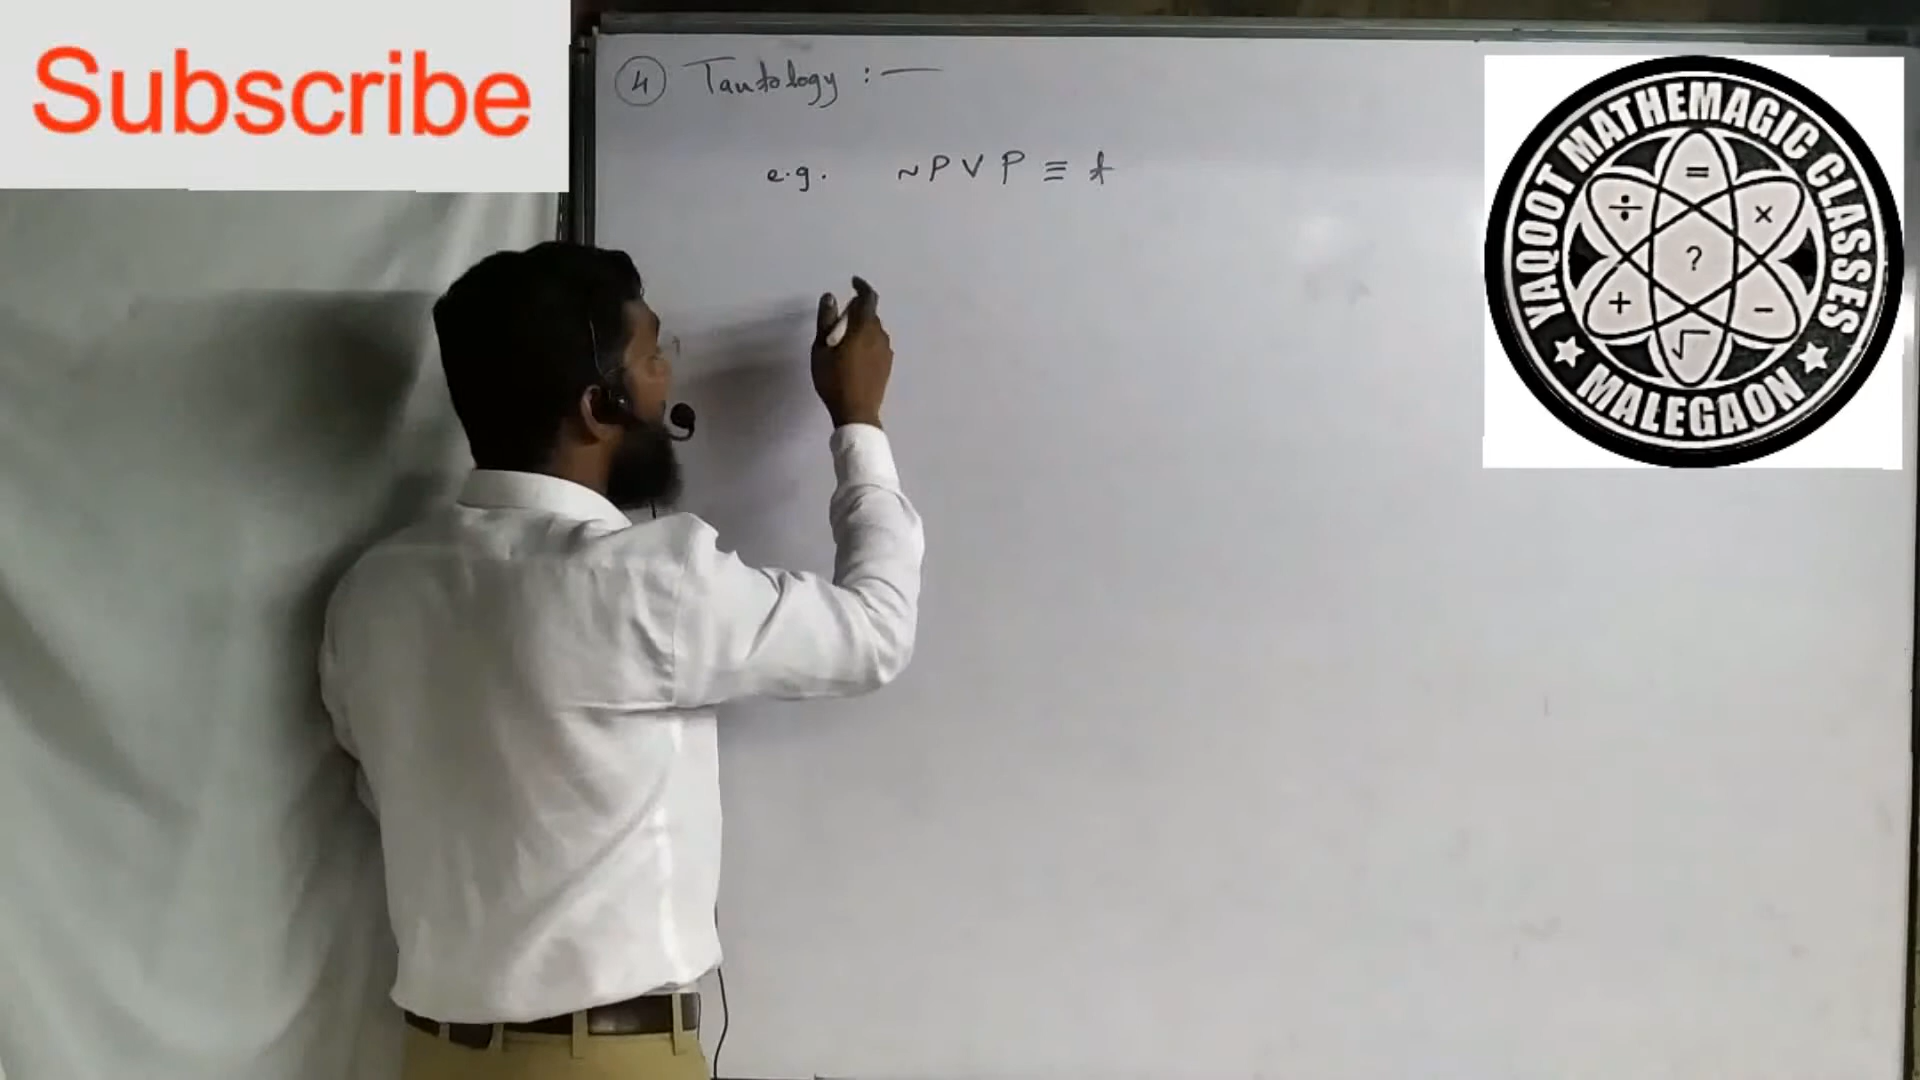 Subscribe
④ Tautology :—
e.g. ~P ∨ P ≡ t
YAQOOT MATHEMAGIC CLASSES
= ÷ × ? + − √
★ MALEGAON ★